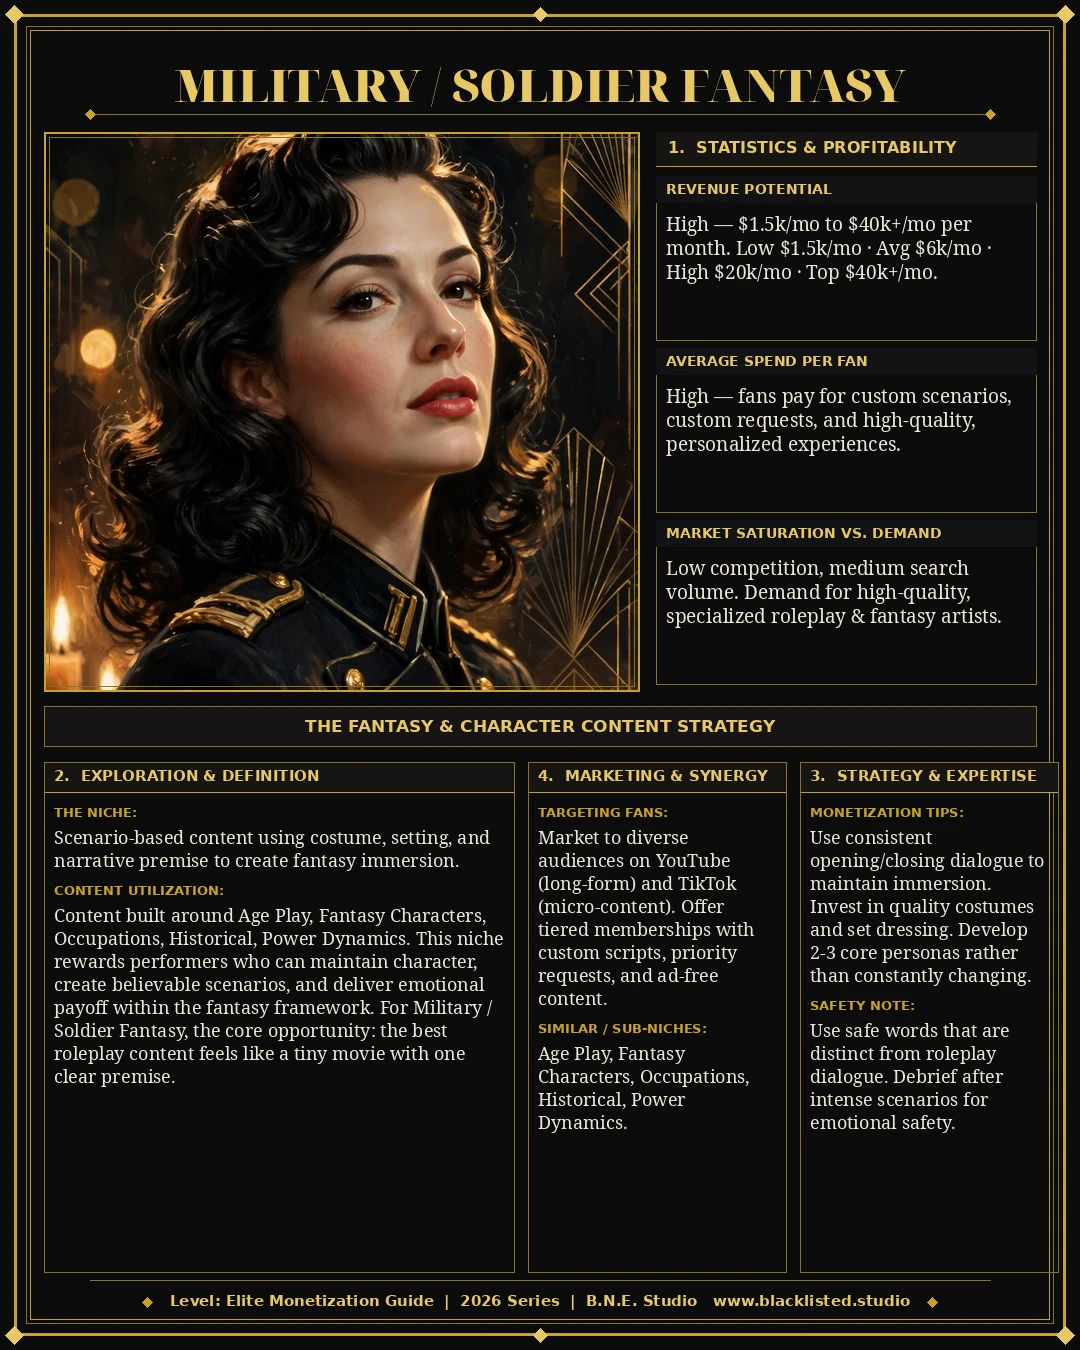 MILITARY / SOLDIER FANTASY
1. STATISTICS & PROFITABILITY
REVENUE POTENTIAL
High — $1.5k/mo to $40k+/mo per
month. Low $1.5k/mo · Avg $6k/mo ·
High $20k/mo · Top $40k+/mo.
AVERAGE SPEND PER FAN
High — fans pay for custom scenarios,
custom requests, and high-quality,
personalized experiences.
MARKET SATURATION VS. DEMAND
Low competition, medium search
volume. Demand for high-quality,
specialized roleplay & fantasy artists.
THE FANTASY & CHARACTER CONTENT STRATEGY
2. EXPLORATION & DEFINITION
THE NICHE:
Scenario-based content using costume, setting, and
narrative premise to create fantasy immersion.
CONTENT UTILIZATION:
Content built around Age Play, Fantasy Characters,
Occupations, Historical, Power Dynamics. This niche
rewards performers who can maintain character,
create believable scenarios, and deliver emotional
payoff within the fantasy framework. For Military /
Soldier Fantasy, the core opportunity: the best
roleplay content feels like a tiny movie with one
clear premise.
4. MARKETING & SYNERGY
TARGETING FANS:
Market to diverse
audiences on YouTube
(long-form) and TikTok
(micro-content). Offer
tiered memberships with
custom scripts, priority
requests, and ad-free
content.
SIMILAR / SUB-NICHES:
Age Play, Fantasy
Characters, Occupations,
Historical, Power
Dynamics.
3. STRATEGY & EXPERTISE
MONETIZATION TIPS:
Use consistent
opening/closing dialogue to
maintain immersion.
Invest in quality costumes
and set dressing. Develop
2-3 core personas rather
than constantly changing.
SAFETY NOTE:
Use safe words that are
distinct from roleplay
dialogue. Debrief after
intense scenarios for
emotional safety.
Level: Elite Monetization Guide | 2026 Series | B.N.E. Studio www.blacklisted.studio